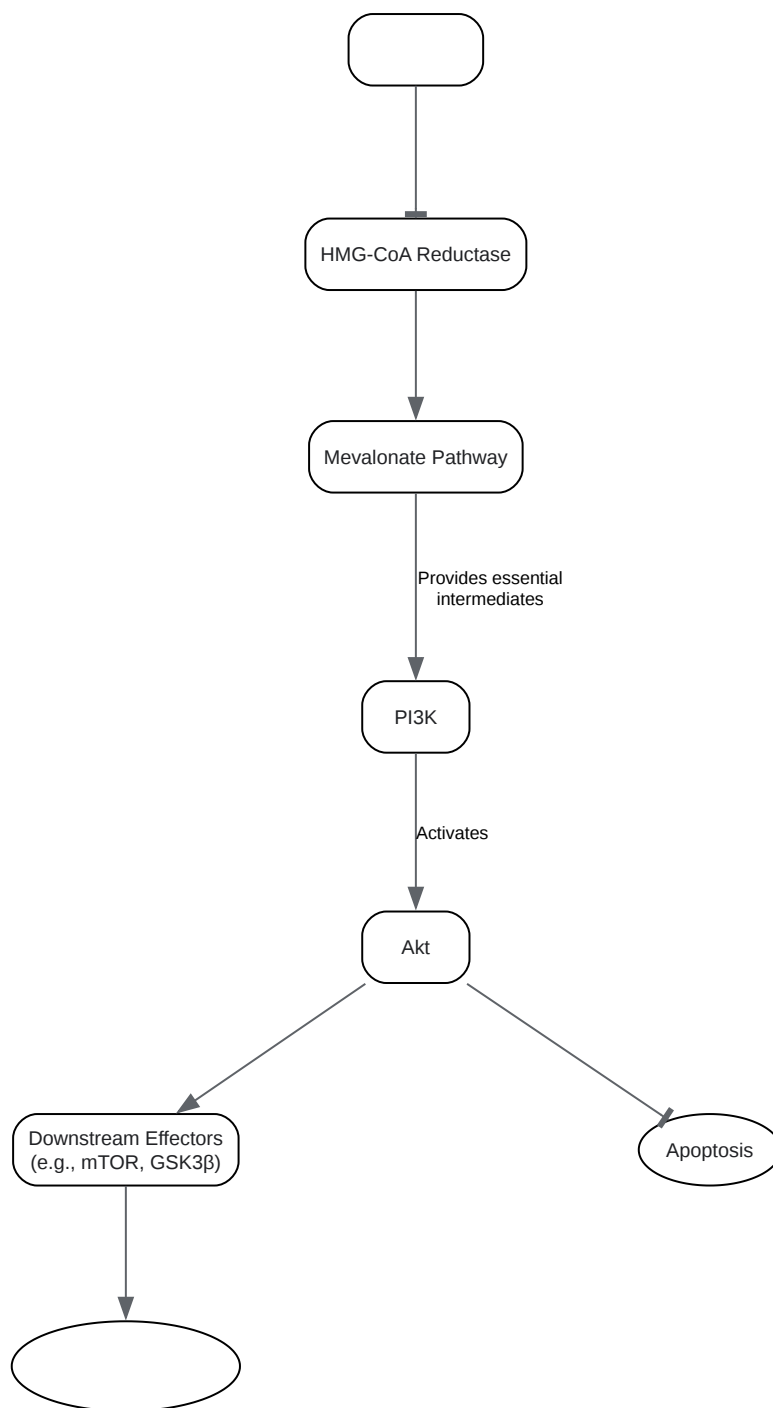 HMG-CoA Reductase
Mevalonate Pathway
Provides essential
intermediates
PI3K
Activates
Akt
Downstream Effectors
(e.g., mTOR, GSK3β)
Apoptosis